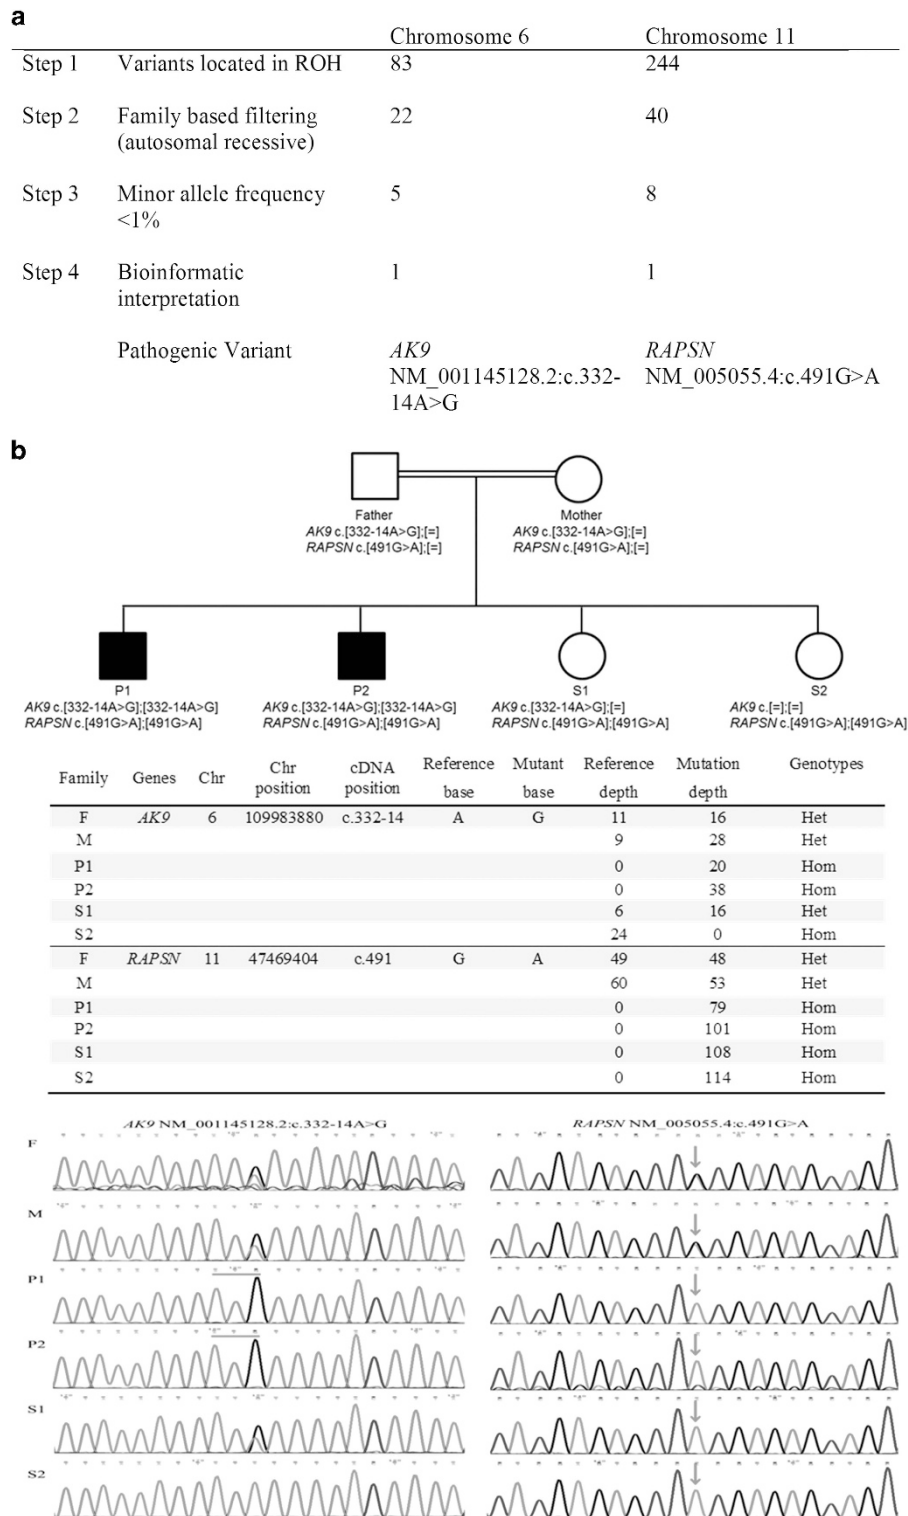 a
Chromosome 6 Chromosome 11
Step 1 Variants located in ROH 83 244
Step 2 Family based filtering 22 40
(autosomal recessive)
Step 3 Minor allele frequency 5 8
<1%
Step 4 Bioinformatic 1 1
interpretation
Pathogenic Variant AK9 RAPSN
NM_001145128.2:c.332- NM_005055.4:c.491G>A
14A>G
b
Father Mother
AK9 c.[332-14A>G];[=] AK9 c.[332-14A>G];[=]
RAPSN c.[491G>A];[=] RAPSN c.[491G>A];[=]
P1 P2 S1 S2
AK9 c.[332-14A>G];[332-14A>G] AK9 c.[332-14A>G];[332-14A>G] AK9 c.[332-14A>G];[=] AK9 c.[=];[=]
RAPSN c.[491G>A];[491G>A] RAPSN c.[491G>A];[491G>A] RAPSN c.[491G>A];[491G>A] RAPSN c.[491G>A];[491G>A]
Family Genes Chr Chr position cDNA position Reference base Mutant base Reference depth Mutation depth Genotypes
F AK9 6 109983880 c.332-14 A G 11 16 Het
M 9 28 Het
P1 0 20 Hom
P2 0 38 Hom
S1 6 16 Het
S2 24 0 Hom
F RAPSN 11 47469404 c.491 G A 49 48 Het
M 60 53 Het
P1 0 79 Hom
P2 0 101 Hom
S1 0 108 Hom
S2 0 114 Hom
AK9 NM_001145128.2:c.332-14A>G RAPSN NM_005055.4:c.491G>A
F
M
P1
P2
S1
S2